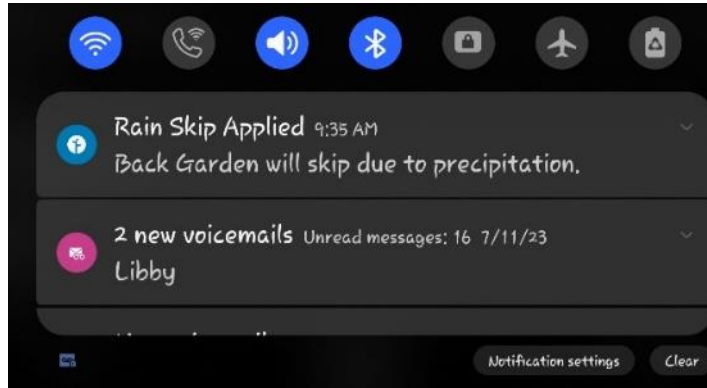 Rain Skip Applied 9:35 AM
Back Garden will skip due to precipitation.
2 new voicemails Unread messages: 16 7/11/23
Libby
Notification settings Clear